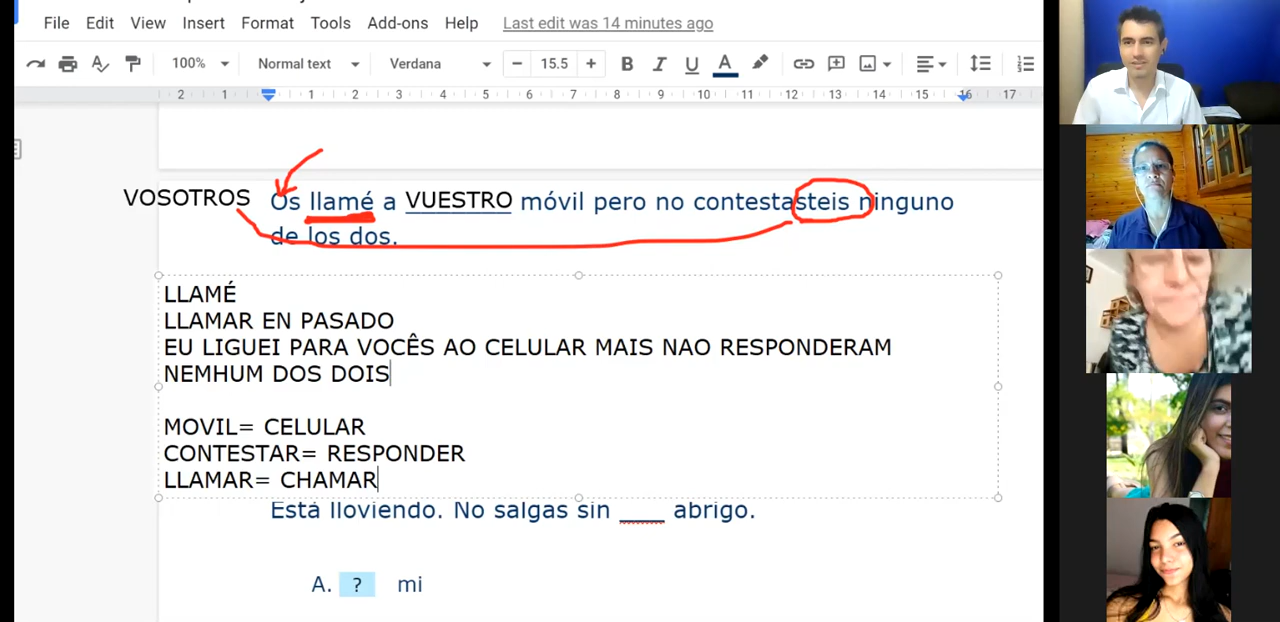 File Edit View Insert Format Tools Add-ons Help Last edit was 14 minutes ago
100% Normal text Verdana − 15.5 + B I U A
2 1 1 2 3 4 5 6 7 8 9 10 11 12 13 14 15 16 17
VOSOTROS Os llamé a VUESTRO móvil pero no contestasteis ninguno
de los dos.
LLAMÉ
LLAMAR EN PASADO
EU LIGUEI PARA VOCÊS AO CELULAR MAIS NAO RESPONDERAM
NEMHUM DOS DOIS
MOVIL= CELULAR
CONTESTAR= RESPONDER
LLAMAR= CHAMAR
Está lloviendo. No salgas sin ____ abrigo.
A. ? mi